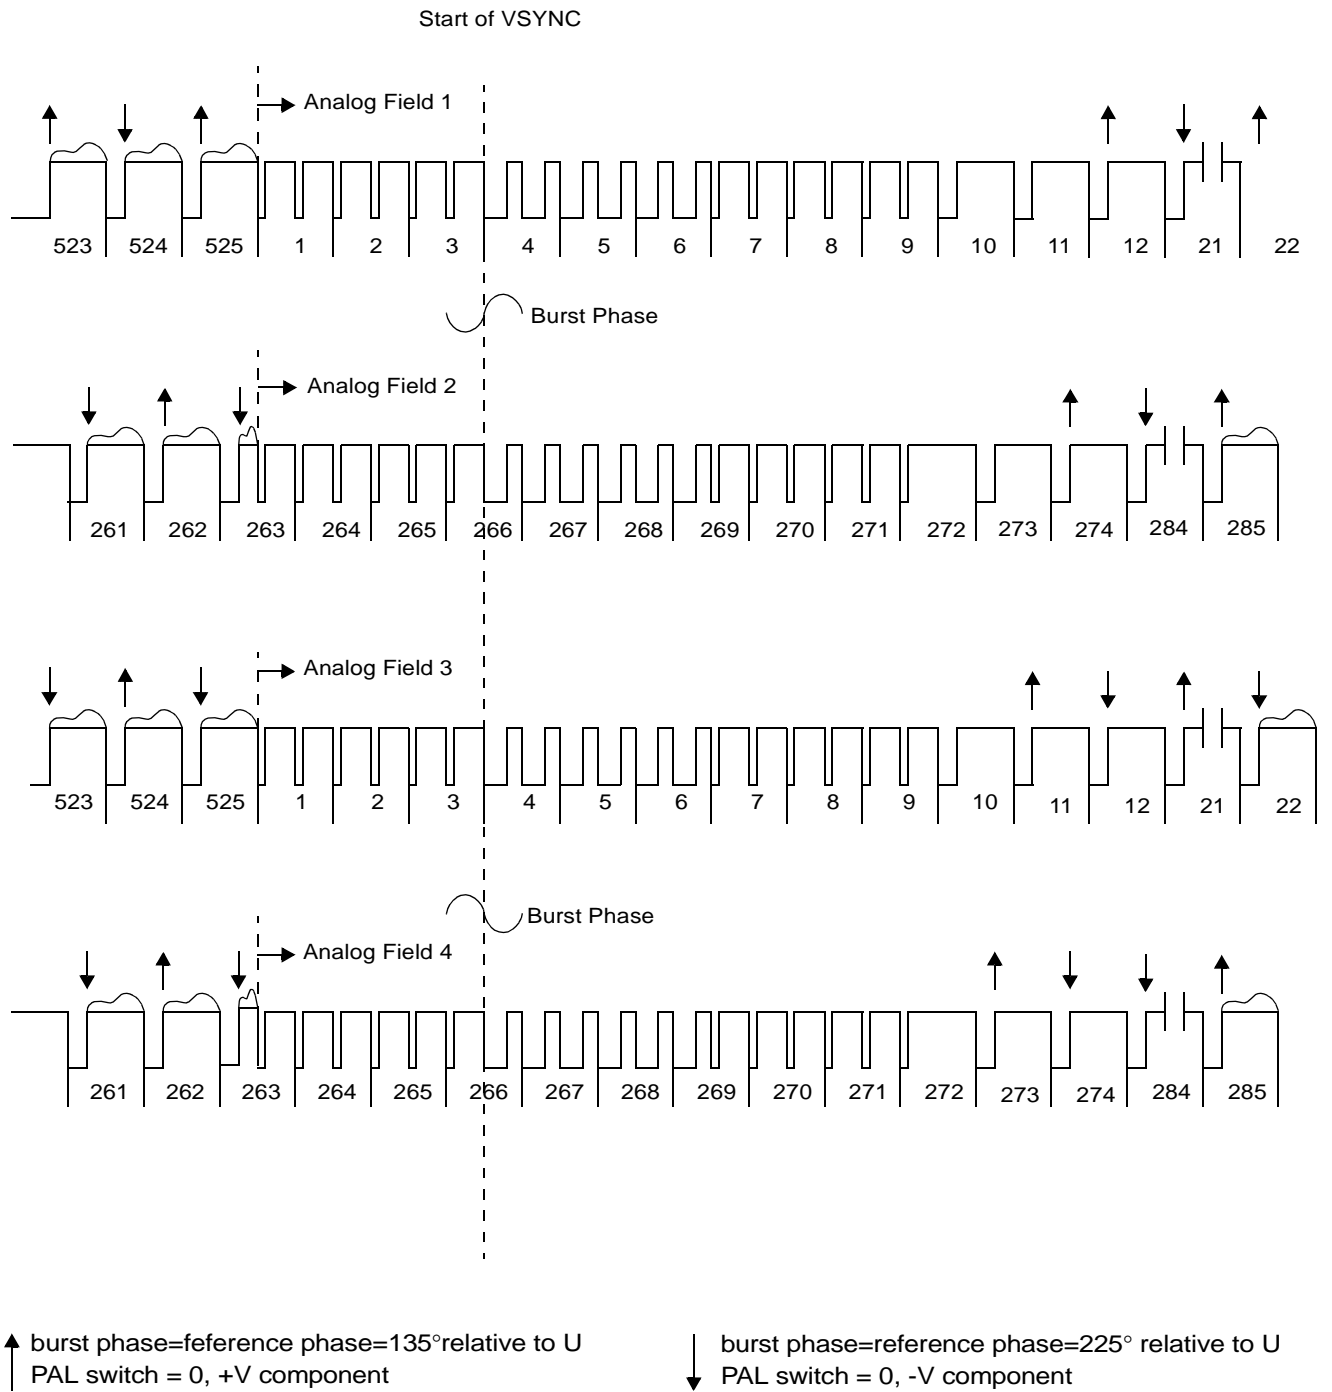 Start of VSYNC
Analog Field 1
523 524 525 1 2 3 4 5 6 7 8 9 10 11 12 21 22
Burst Phase
Analog Field 2
261 262 263 264 265 266 267 268 269 270 271 272 273 274 284 285
Analog Field 3
523 524 525 1 2 3 4 5 6 7 8 9 10 11 12 21 22
Burst Phase
Analog Field 4
261 262 263 264 265 266 267 268 269 270 271 272 273 274 284 285
burst phase=feference phase=135°relative to U
PAL switch = 0, +V component
burst phase=reference phase=225° relative to U
PAL switch = 0, -V component